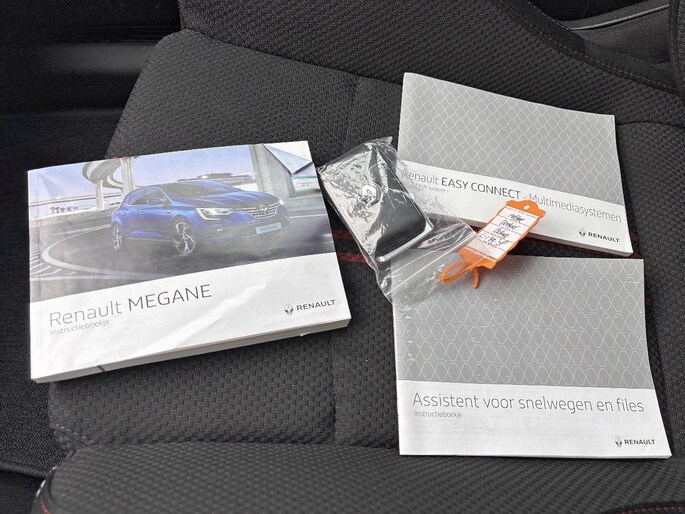 Renault MEGANE
Instructieboekje
RENAULT
Renault EASY CONNECT - Multimediasystemen
RENAULT
Assistent voor snelwegen en files
Instructieboekje
RENAULT